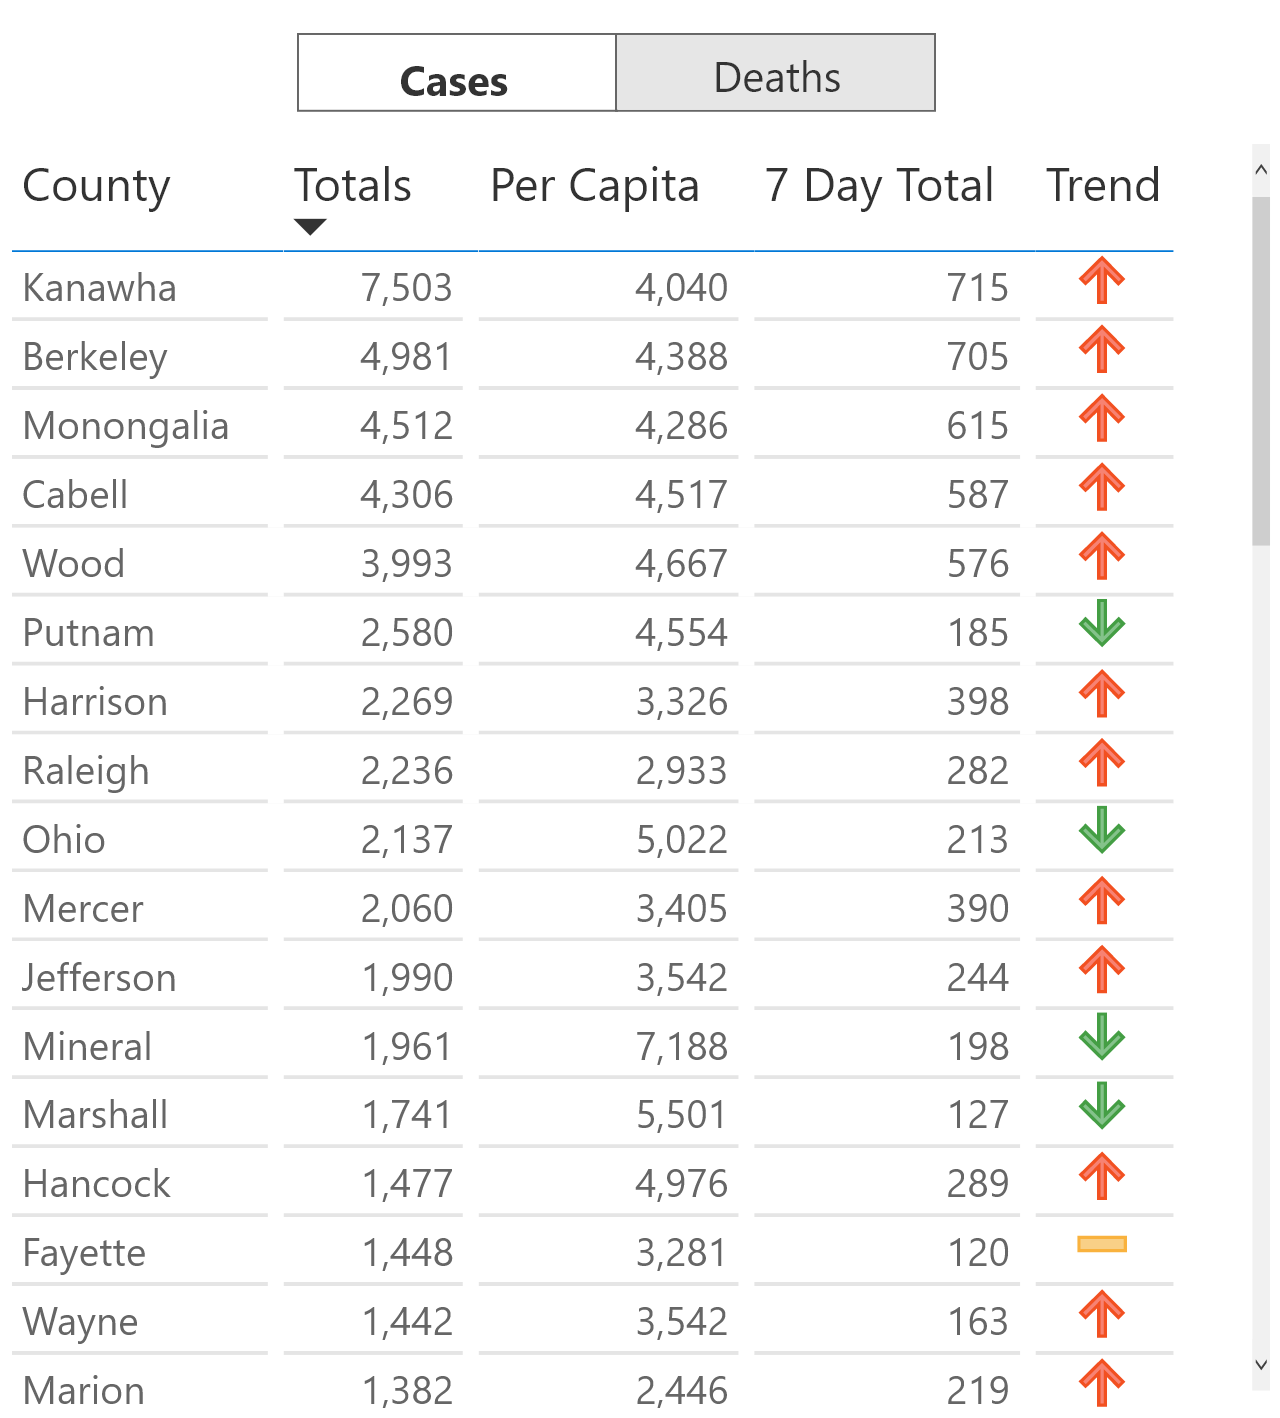 Cases Deaths
County Totals Per Capita 7 Day Total Trend
Kanawha 7,503 4,040 715
Berkeley 4,981 4,388 705
Monongalia 4,512 4,286 615
Cabell 4,306 4,517 587
Wood 3,993 4,667 576
Putnam 2,580 4,554 185
Harrison 2,269 3,326 398
Raleigh 2,236 2,933 282
Ohio 2,137 5,022 213
Mercer 2,060 3,405 390
Jefferson 1,990 3,542 244
Mineral 1,961 7,188 198
Marshall 1,741 5,501 127
Hancock 1,477 4,976 289
Fayette 1,448 3,281 120
Wayne 1,442 3,542 163
Marion 1,382 2,446 219